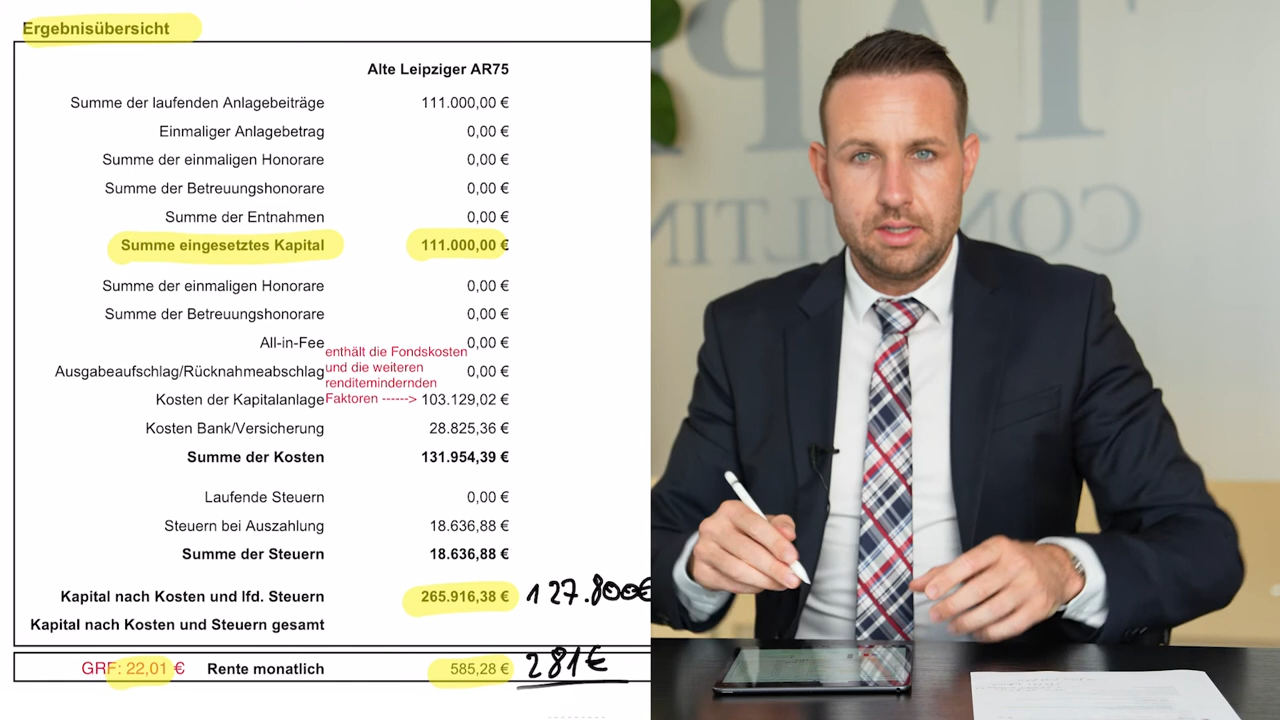 Ergebnisübersicht
Alte Leipziger AR75
Summe der laufenden Anlagebeiträge 111.000,00 €
Einmaliger Anlagebetrag 0,00 €
Summe der einmaligen Honorare 0,00 €
Summe der Betreuungshonorare 0,00 €
Summe der Entnahmen 0,00 €
Summe eingesetztes Kapital 111.000,00 €
Summe der einmaligen Honorare 0,00 €
Summe der Betreuungshonorare 0,00 €
All-in-Fee 0,00 €
enthält die Fondskosten
und die weiteren
Ausgabeaufschlag/Rücknahmeabschlag 0,00 €
renditemindernden
Faktoren ------>
Kosten der Kapitalanlage 103.129,02 €
Kosten Bank/Versicherung 28.825,36 €
Summe der Kosten 131.954,39 €
Laufende Steuern 0,00 €
Steuern bei Auszahlung 18.636,88 €
Summe der Steuern 18.636,88 €
Kapital nach Kosten und lfd. Steuern 265.916,38 € 127.800€
Kapital nach Kosten und Steuern gesamt
GRF: 22,01 € Rente monatlich 585,28 € 281€